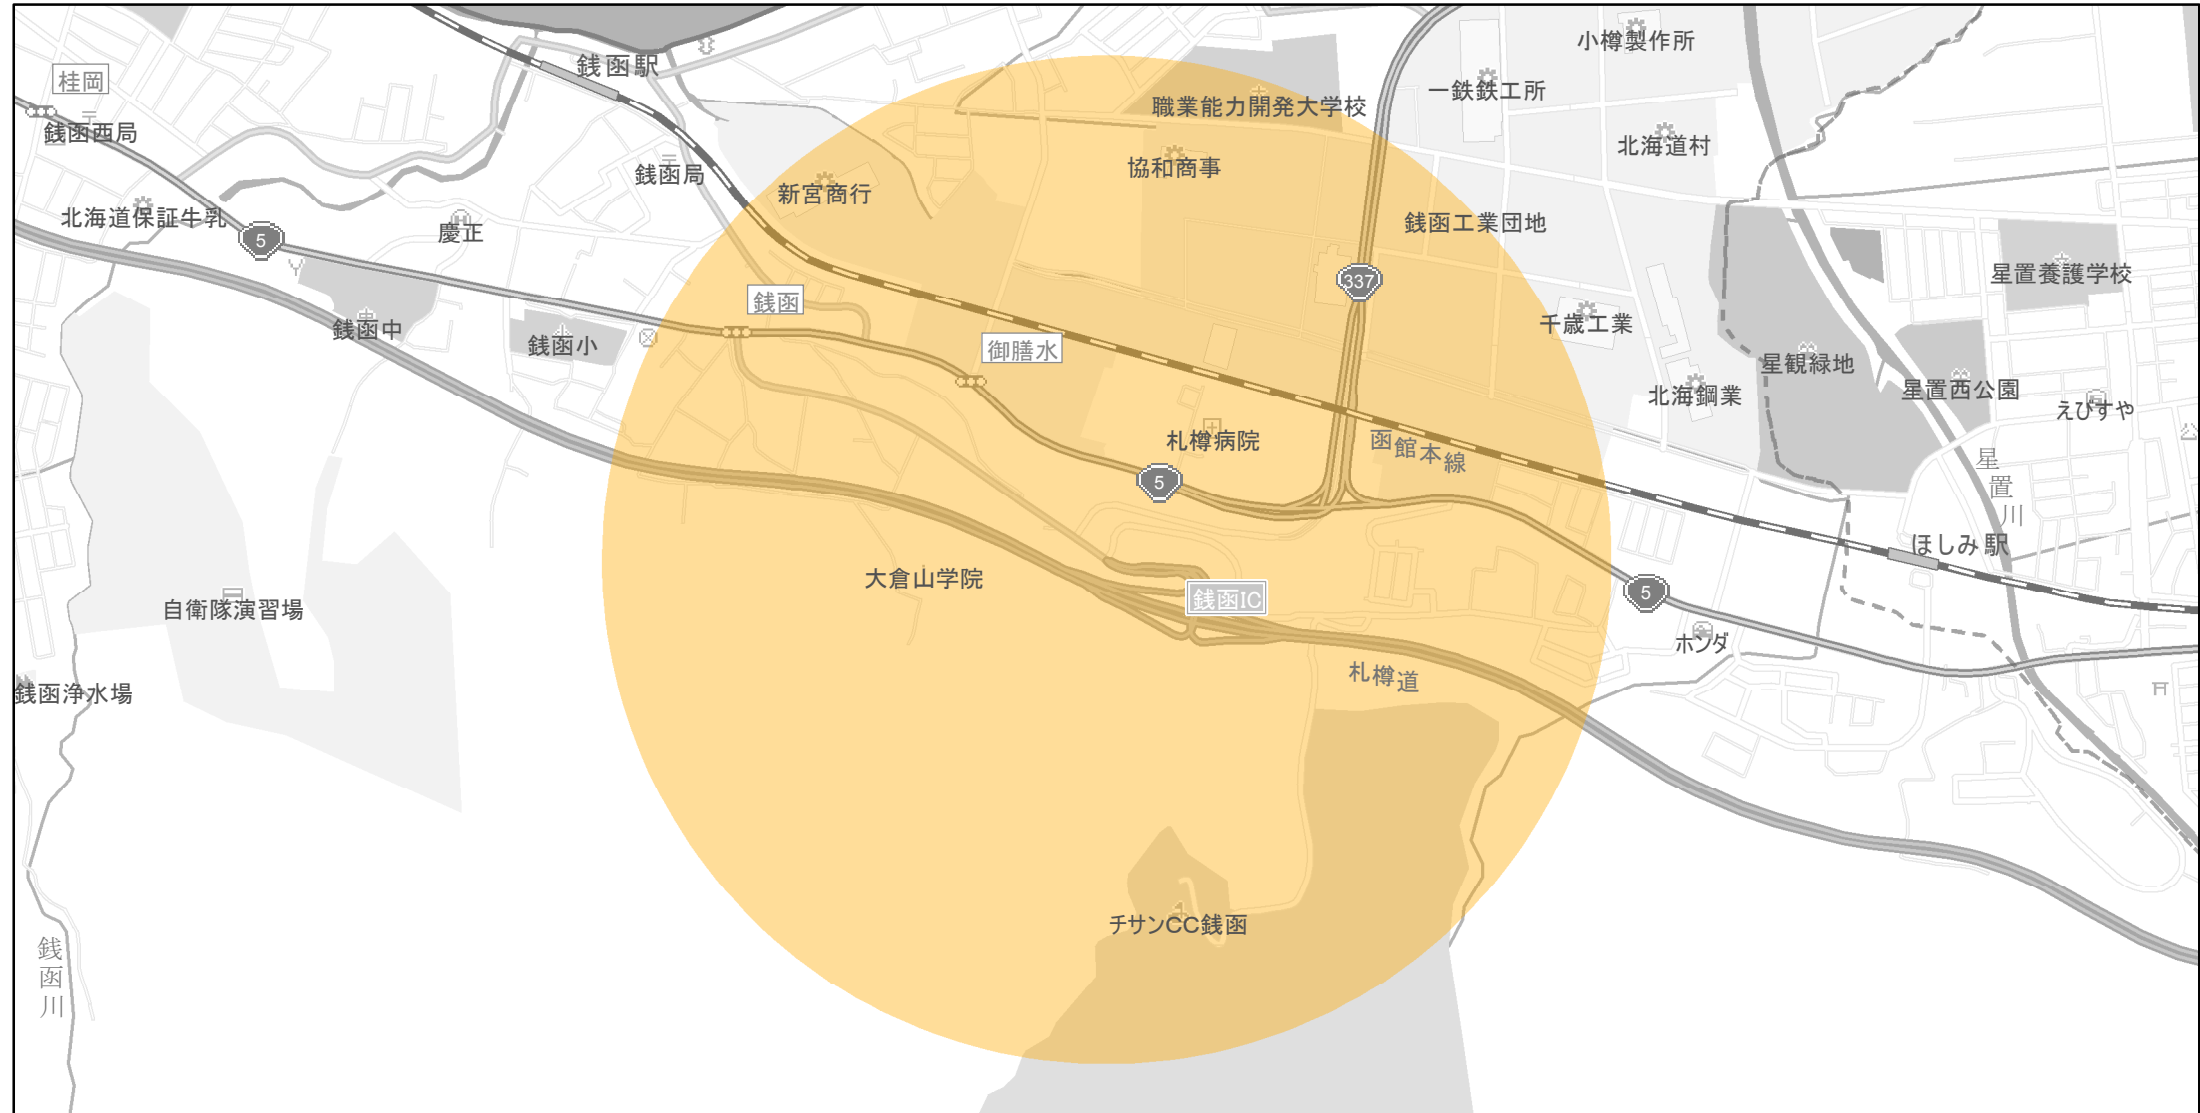 小樽製作所
銭函駅
桂岡
一鉄鉄工所
職業能力開発大学校
銭函西局
北海道村
協和商事
銭函局
新宮商行
北海道保証牛乳
慶正
銭函工業団地
5
星置養護学校
337
銭函
銭函中
千歳工業
銭函小
御膳水
星観緑地
星置西公園
北海鋼業
えびすや
札樽病院
函館本線
5
星置川
ほしみ駅
大倉山学院
銭函IC
5
自衛隊演習場
ホンダ
札樽道
銭函浄水場
チサンCC銭函
銭函川